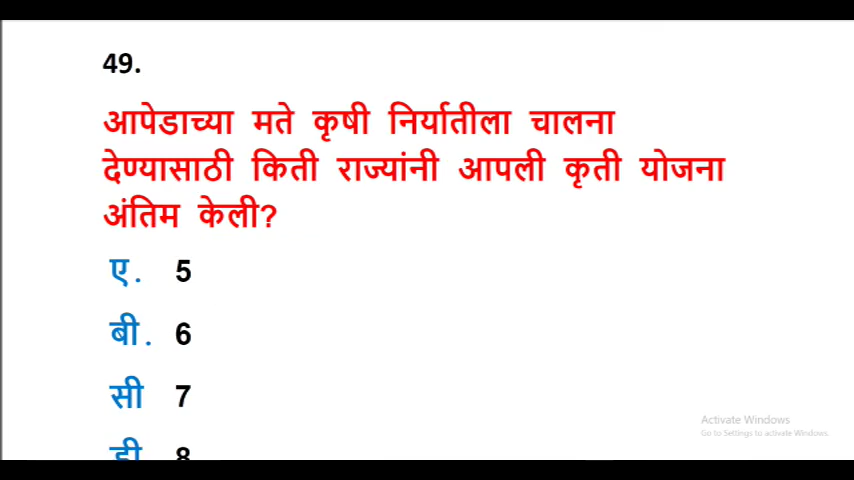 49.
आपेडाच्या मते कृषी निर्यातीला चालना
देण्यासाठी किती राज्यांनी आपली कृती योजना
अंतिम केली?
ए. 5
बी. 6
सी 7
डी 8
Activate Windows
Go to Settings to activate Windows.